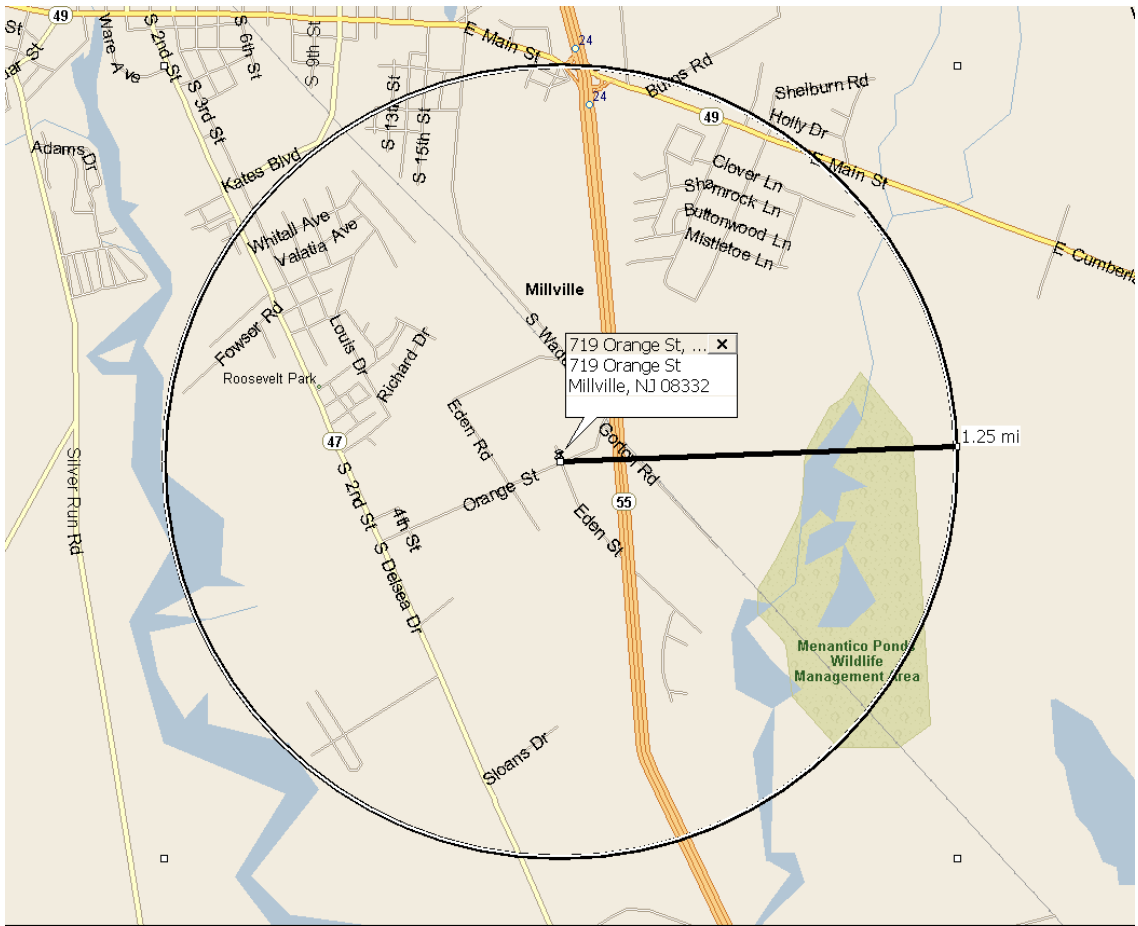 49
St
ar St
Ware Ave
S 2nd St
S 3rd St
S 6th St
S 9th St
E Main St
24
24
Burns Rd
Shelburn Rd
49
Holly Dr
E Main St
E Cumberla
S 13th St
S 15th St
Adams Dr
Kates Blvd
Clover Ln
Shamrock Ln
Buttonwood Ln
Mistletoe Ln
Whitall Ave
Valatia Ave
Millville
Fowser Rd
Louis Dr
Richard Dr
Roosevelt Park
S Wade
719 Orange St, ...
719 Orange St
Millville, NJ 08332
Eden Rd
47
Gorton Rd
1.25 mi
Silver Run Rd
S 2nd St
Orange St
4th St
Eden St
55
S Delsea Dr
Menantico Ponds
Wildlife
Management Area
Sloans Dr